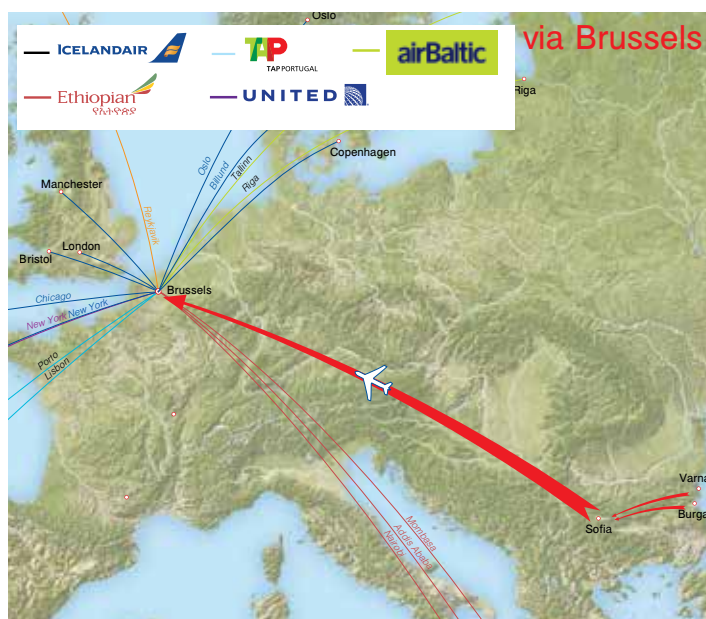 Oslo
via Brussels
ICELANDAIR
TAP
TAP PORTUGAL
airBaltic
Ethiopian
የኢትዮጵያ
UNITED
Riga
Copenhagen
Oslo
Billund
Tallinn
Riga
Manchester
Reykjavik
London
Bristol
Brussels
Chicago
New York
New York
Porto
Lisbon
Varna
Burga
Sofia
Mombasa
Addis Ababa
Nairobi